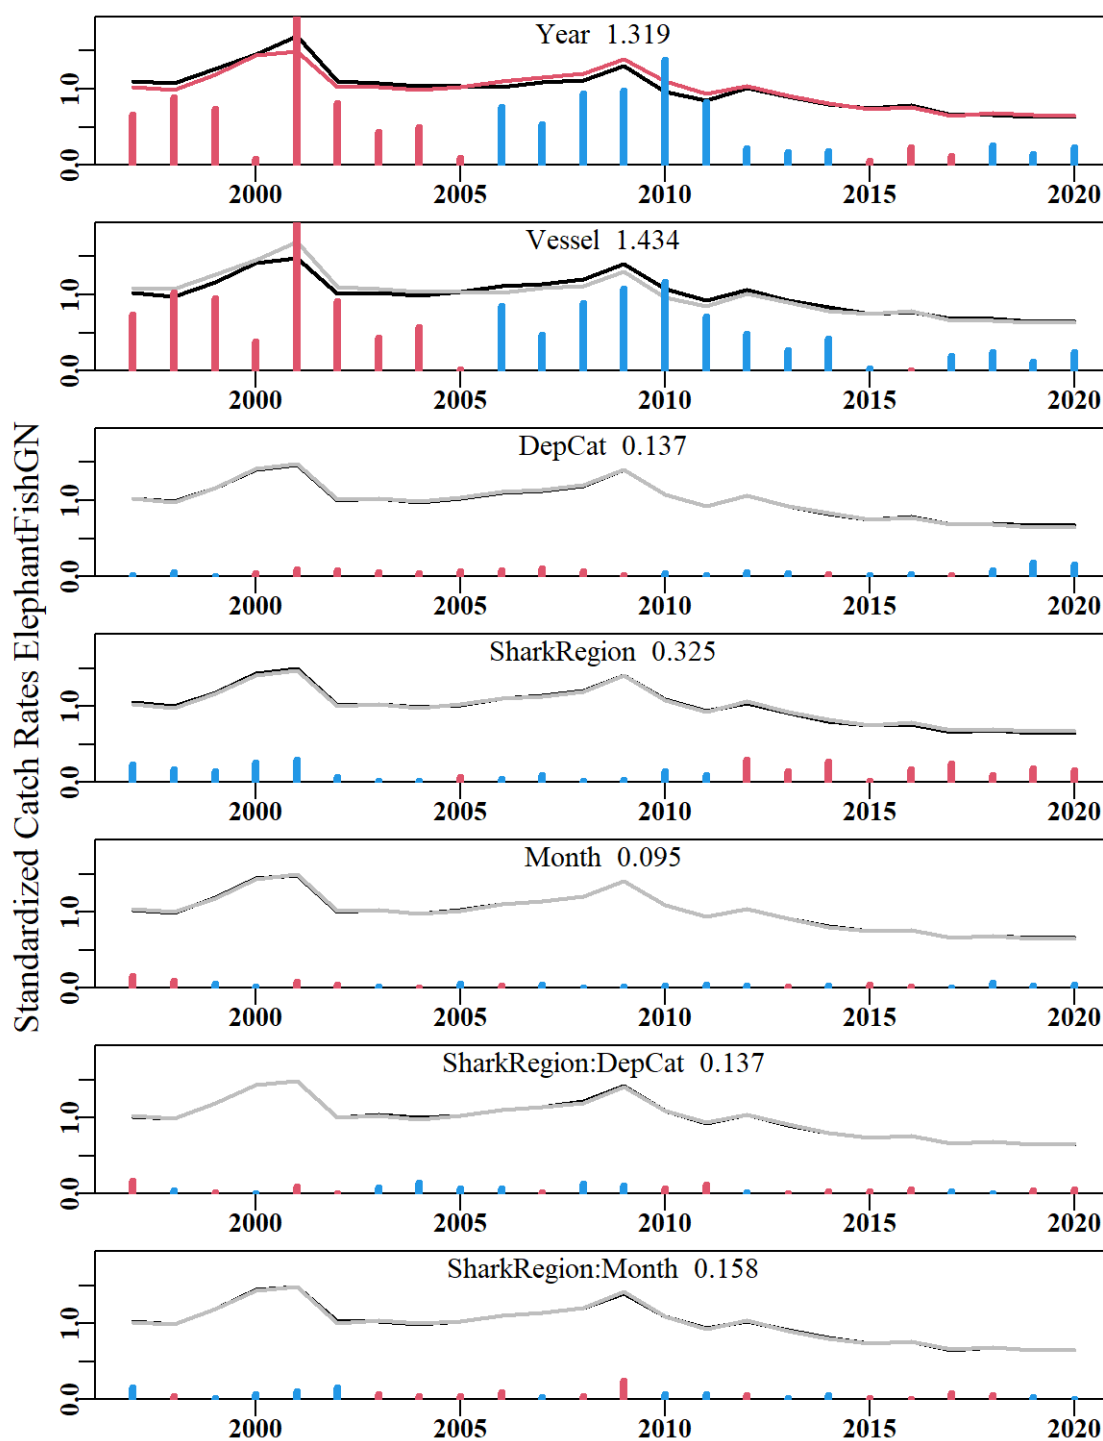 Standardized Catch Rates ElephantFishGN
Year 1.319
1.0
0.0
2000 2005 2010 2015 2020
Vessel 1.434
1.0
0.0
2000 2005 2010 2015 2020
DepCat 0.137
1.0
0.0
2000 2005 2010 2015 2020
SharkRegion 0.325
1.0
0.0
2000 2005 2010 2015 2020
Month 0.095
1.0
0.0
2000 2005 2010 2015 2020
SharkRegion:DepCat 0.137
1.0
0.0
2000 2005 2010 2015 2020
SharkRegion:Month 0.158
1.0
0.0
2000 2005 2010 2015 2020